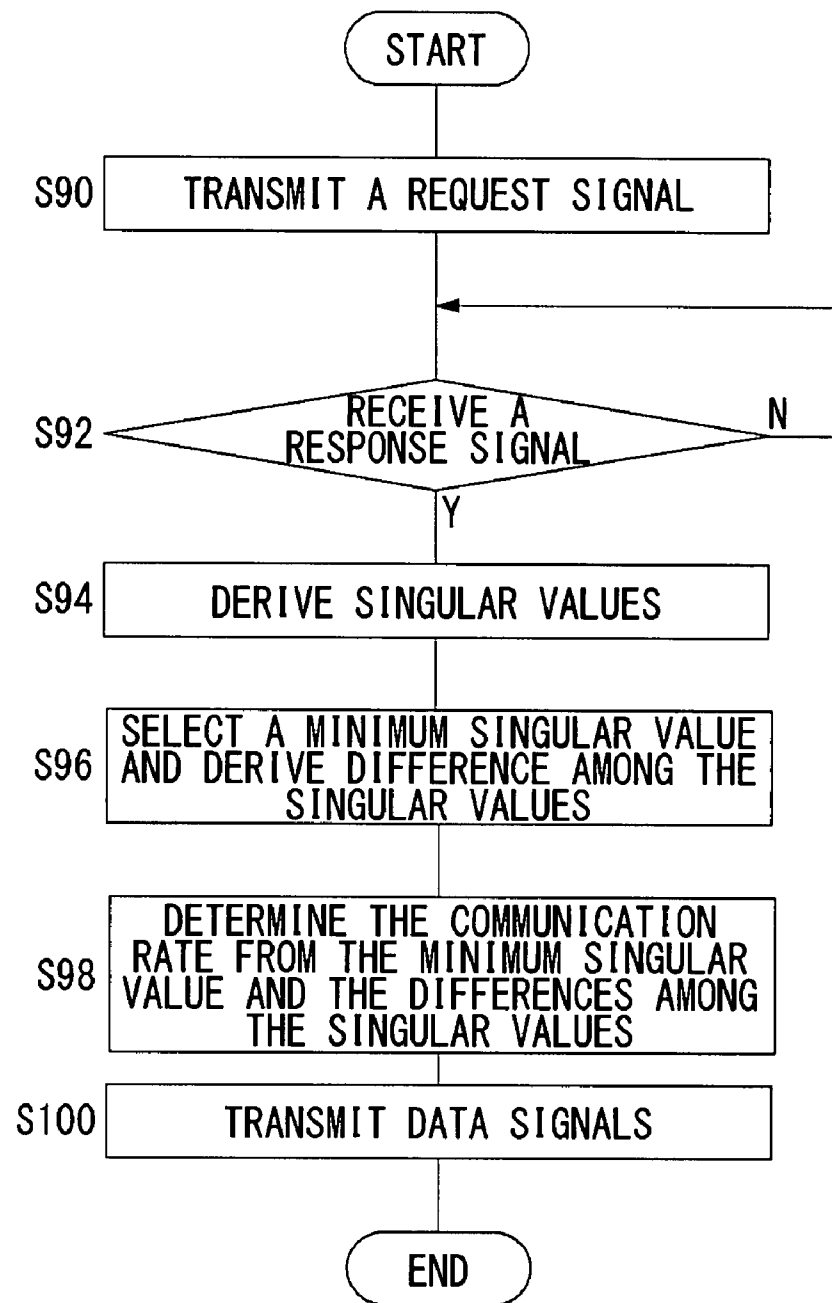 START
S90
TRANSMIT A REQUEST SIGNAL
S92
RECEIVE A
RESPONSE SIGNAL
N
Y
S94
DERIVE SINGULAR VALUES
S96
SELECT A MINIMUM SINGULAR VALUE
AND DERIVE DIFFERENCE AMONG THE
SINGULAR VALUES
S98
DETERMINE THE COMMUNICATION
RATE FROM THE MINIMUM SINGULAR
VALUE AND THE DIFFERENCES AMONG
THE SINGULAR VALUES
S100
TRANSMIT DATA SIGNALS
END